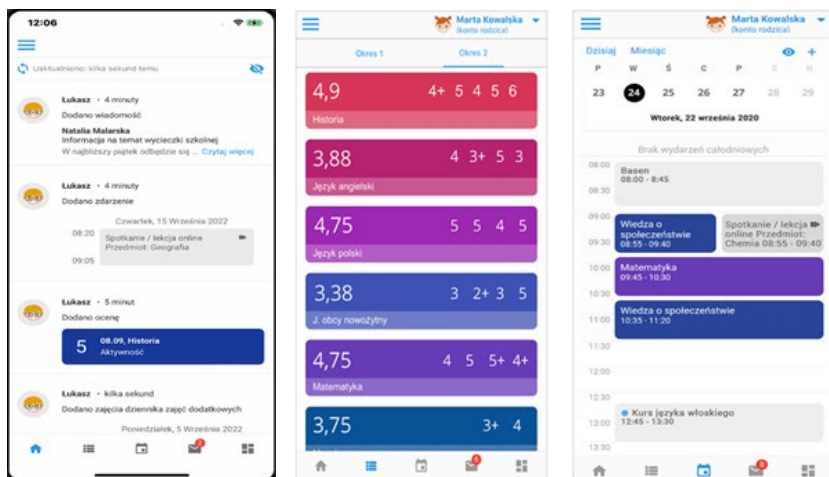 12:06
Uaktualniono: kilka sekund temu
Łukasz • 4 minuty
Dodano wiadomość
Natalia Malarska
Informacja na temat wycieczki szkolnej
W najbliższy piątek odbędzie się ... Czytaj więcej
Łukasz • 4 minuty
Dodano zdarzenie
Czwartek, 15 Września 2022
08:20
Spotkanie / lekcja online
Przedmiot: Geografia
09:05
Łukasz • 5 minut
Dodano ocenę
5
08.09, Historia
Aktywność
Łukasz • kilka sekund
Dodano zajęcia dziennika zajęć dodatkowych
Poniedziałek, 5 Września 2022
2
Marta Kowalska
(konto rodzica)
Okres 1 Okres 2
4,9 4+ 5 4 5 6
Historia
3,88 4 3+ 5 3
Język angielski
4,75 5 5 4 5
Język polski
3,38 3 2+ 3 5
J. obcy nowożytny
4,75 4 5 5+ 4+
Matematyka
3,75 3+ 4
6
Marta Kowalska
(konto rodzica)
Dzisiaj Miesiąc
P W Ś C P S N
23 24 25 26 27 28 29
Wtorek, 22 września 2020
Brak wydarzeń całodniowych
08:00
Basen
08:00 - 8:45
08:30
09:00
Wiedza o
społeczeństwie
08:55 - 09:40
Spotkanie / lekcja
online Przedmiot:
Chemia 08:55 - 09:40
09:30
10:00
Matematyka
09:45 - 10:30
10:30
Wiedza o społeczeństwie
10:35 - 11:20
11:00
11:30
12:00
12:30
Kurs języka włoskiego
12:45 - 13:30
13:00
13:30